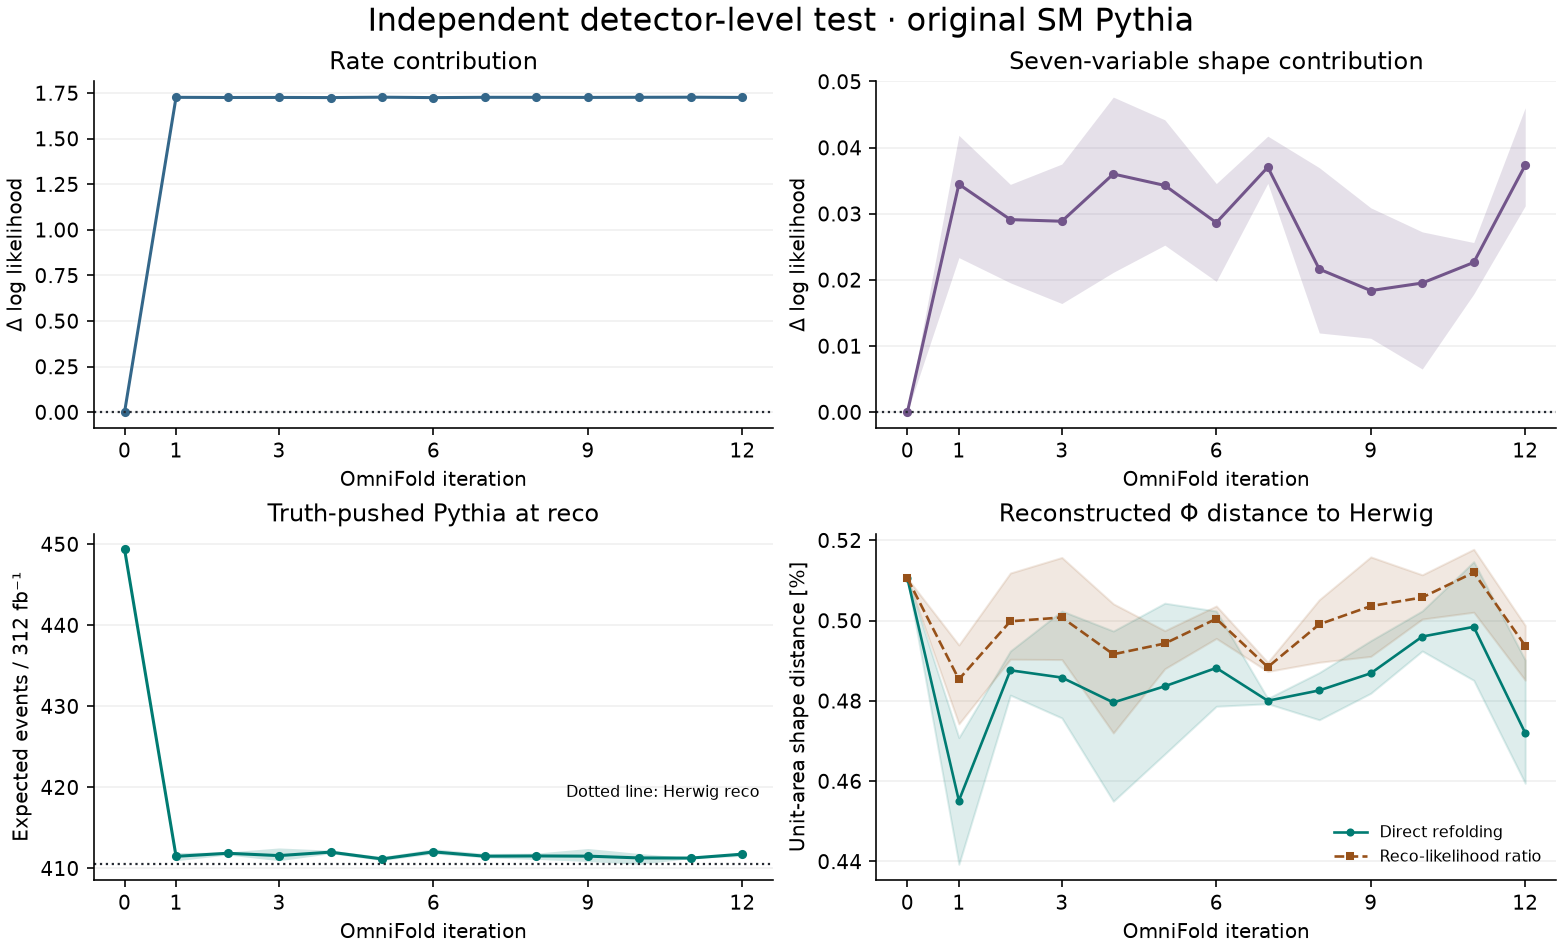 Independent detector-level test · original SM Pythia
Rate contribution
Δ log likelihood
1.75
1.50
1.25
1.00
0.75
0.50
0.25
0.00
0 1 3 6 9 12
OmniFold iteration
Seven-variable shape contribution
Δ log likelihood
0.05
0.04
0.03
0.02
0.01
0.00
0 1 3 6 9 12
OmniFold iteration
Truth-pushed Pythia at reco
Expected events / 312 fb⁻¹
450
440
430
420
410
Dotted line: Herwig reco
0 1 3 6 9 12
OmniFold iteration
Reconstructed Φ distance to Herwig
Unit-area shape distance [%]
0.52
0.50
0.48
0.46
0.44
Direct refolding
Reco-likelihood ratio
0 1 3 6 9 12
OmniFold iteration